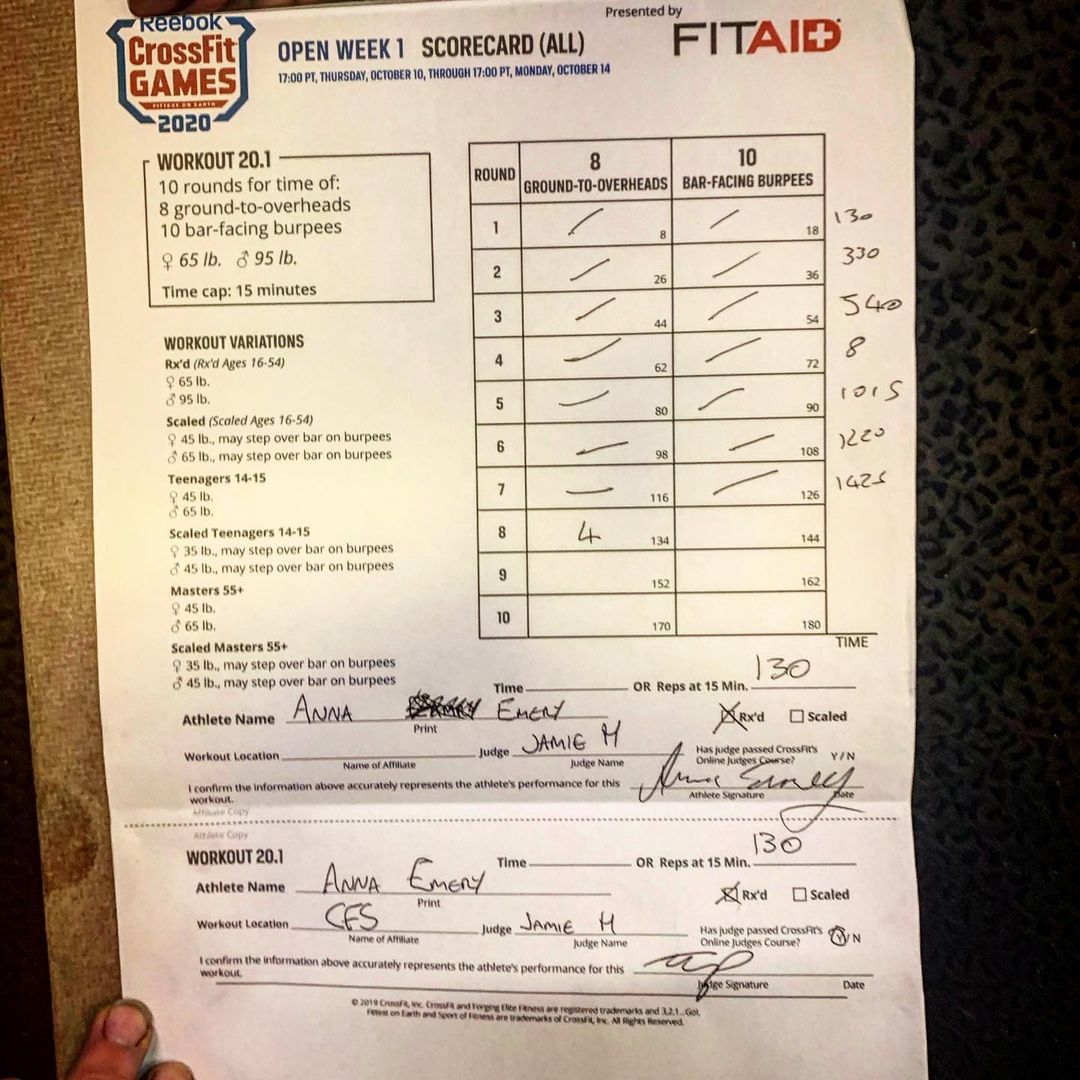 Reebok
CrossFit
GAMES
FITTEST ON EARTH
2020
OPEN WEEK 1 SCORECARD (ALL)
17:00 PT, THURSDAY, OCTOBER 10, THROUGH 17:00 PT, MONDAY, OCTOBER 14
Presented by
FITAID
WORKOUT 20.1
10 rounds for time of:
8 ground-to-overheads
10 bar-facing burpees
♀ 65 lb. ♂ 95 lb.
Time cap: 15 minutes
WORKOUT VARIATIONS
Rx'd (Rx'd Ages 16-54)
♀ 65 lb.
♂ 95 lb.
Scaled (Scaled Ages 16-54)
♀ 45 lb., may step over bar on burpees
♂ 65 lb., may step over bar on burpees
Teenagers 14-15
♀ 45 lb.
♂ 65 lb.
Scaled Teenagers 14-15
♀ 35 lb., may step over bar on burpees
♂ 45 lb., may step over bar on burpees
Masters 55+
♀ 45 lb.
♂ 65 lb.
Scaled Masters 55+
♀ 35 lb., may step over bar on burpees
♂ 45 lb., may step over bar on burpees
ROUND 8 GROUND-TO-OVERHEADS 10 BAR-FACING BURPEES
1 8 18 130
2 26 36 330
3 44 54 540
4 62 72 8
5 80 90 1015
6 98 108 1220
7 116 126 1425
8 4 134 144
9 152 162
10 170 180
TIME
Time OR Reps at 15 Min. 130
Athlete Name ANNA EMERY Rx'd Scaled
Print
Workout Location Judge JAMIE M Has judge passed CrossFit's Online Judges Course? Y/N
Name of Affiliate Judge Name
I confirm the information above accurately represents the athlete's performance for this
workout.
Athlete Signature Date
Affiliate Copy
Athlete Copy
WORKOUT 20.1 Time OR Reps at 15 Min. 130
Athlete Name ANNA EMERY Rx'd Scaled
Print
Workout Location CFS Judge JAMIE M Has judge passed CrossFit's Online Judges Course? Y/N
Name of Affiliate Judge Name
I confirm the information above accurately represents the athlete's performance for this
workout.
Judge Signature Date
© 2019 CrossFit, Inc. CrossFit and Forging Elite Fitness are registered trademarks and 3,2,1...Go!,
Fittest on Earth and Sport of Fitness are trademarks of CrossFit, Inc. All Rights Reserved.